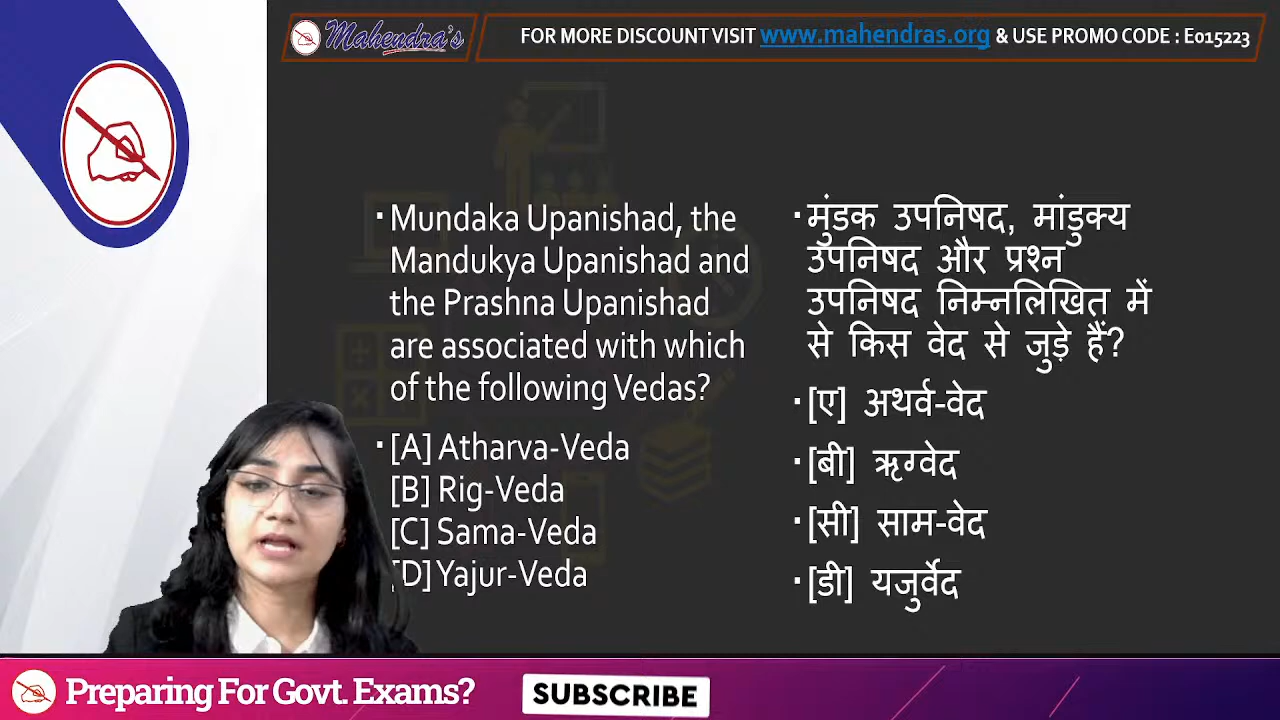 Mahendra's
FOR MORE DISCOUNT VISIT www.mahendras.org & USE PROMO CODE : E015223
Mundaka Upanishad, the
Mandukya Upanishad and
the Prashna Upanishad
are associated with which
of the following Vedas?
[A] Atharva-Veda
[B] Rig-Veda
[C] Sama-Veda
[D] Yajur-Veda
मुंडक उपनिषद, मांडुक्य
उपनिषद और प्रश्न
उपनिषद निम्नलिखित में
से किस वेद से जुड़े हैं?
[ए] अथर्व-वेद
[बी] ऋग्वेद
[सी] साम-वेद
[डी] यजुर्वेद
Preparing For Govt. Exams?
SUBSCRIBE